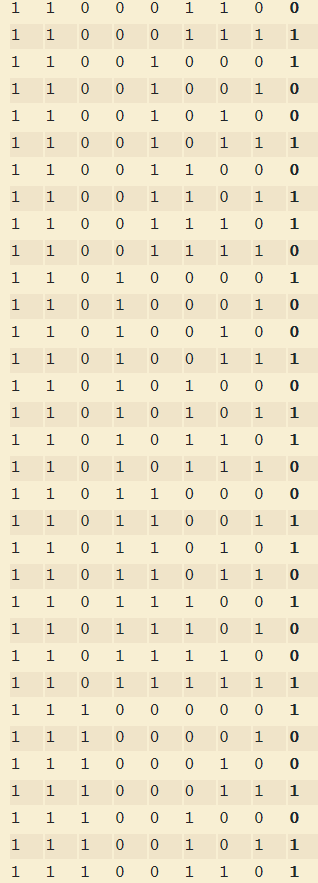 1 1 0 0 0 1 1 0 0
1 1 0 0 0 1 1 1 1
1 1 0 0 1 0 0 0 1
1 1 0 0 1 0 0 1 0
1 1 0 0 1 0 1 0 0
1 1 0 0 1 0 1 1 1
1 1 0 0 1 1 0 0 0
1 1 0 0 1 1 0 1 1
1 1 0 0 1 1 1 0 1
1 1 0 0 1 1 1 1 0
1 1 0 1 0 0 0 0 1
1 1 0 1 0 0 0 1 0
1 1 0 1 0 0 1 0 0
1 1 0 1 0 0 1 1 1
1 1 0 1 0 1 0 0 0
1 1 0 1 0 1 0 1 1
1 1 0 1 0 1 1 0 1
1 1 0 1 0 1 1 1 0
1 1 0 1 1 0 0 0 0
1 1 0 1 1 0 0 1 1
1 1 0 1 1 0 1 0 1
1 1 0 1 1 0 1 1 0
1 1 0 1 1 1 0 0 1
1 1 0 1 1 1 0 1 0
1 1 0 1 1 1 1 0 0
1 1 0 1 1 1 1 1 1
1 1 1 0 0 0 0 0 1
1 1 1 0 0 0 0 1 0
1 1 1 0 0 0 1 0 0
1 1 1 0 0 0 1 1 1
1 1 1 0 0 1 0 0 0
1 1 1 0 0 1 0 1 1
1 1 1 0 0 1 1 0 1